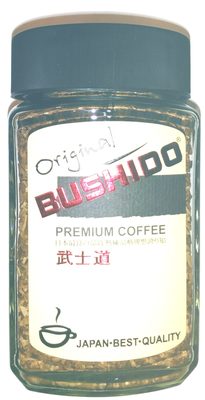 Original
BUSHIDO®
PREMIUM COFFEE
武士道
JAPAN·BEST·QUALITY